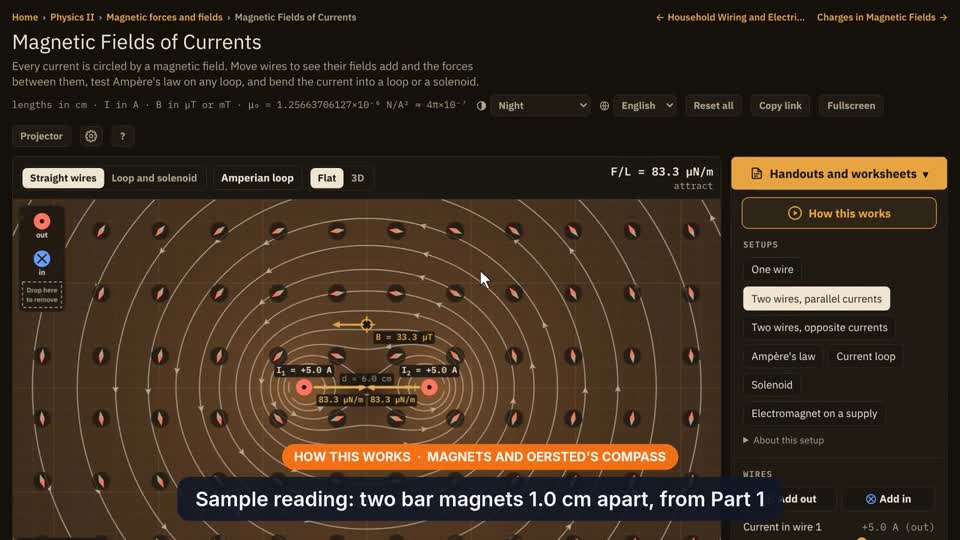 Home › Physics II › Magnetic forces and fields › Magnetic Fields of Currents
← Household Wiring and Electri... Charges in Magnetic Fields →
Magnetic Fields of Currents
Every current is circled by a magnetic field. Move wires to see their fields add and the forces
between them, test Ampère's law on any loop, and bend the current into a loop or a solenoid.
lengths in cm · I in A · B in μT or mT · μ₀ = 1.25663706127×10⁻⁶ N/A² ≈ 4π×10⁻⁷
Night
English
Reset all
Copy link
Fullscreen
Projector
?
Straight wires
Loop and solenoid
Amperian loop
Flat
3D
F/L = 83.3 μN/m
attract
out
in
Drop here
to remove
B = 33.3 μT
I₁ = +5.0 A
I₂ = +5.0 A
d = 6.0 cm
83.3 μN/m
83.3 μN/m
Handouts and worksheets ▾
How this works
SETUPS
One wire
Two wires, parallel currents
Two wires, opposite currents
Ampère's law
Current loop
Solenoid
Electromagnet on a supply
▶ About this setup
WIRES
Add out
Add in
Current in wire 1 +5.0 A (out)
HOW THIS WORKS · MAGNETS AND OERSTED'S COMPASS
Sample reading: two bar magnets 1.0 cm apart, from Part 1